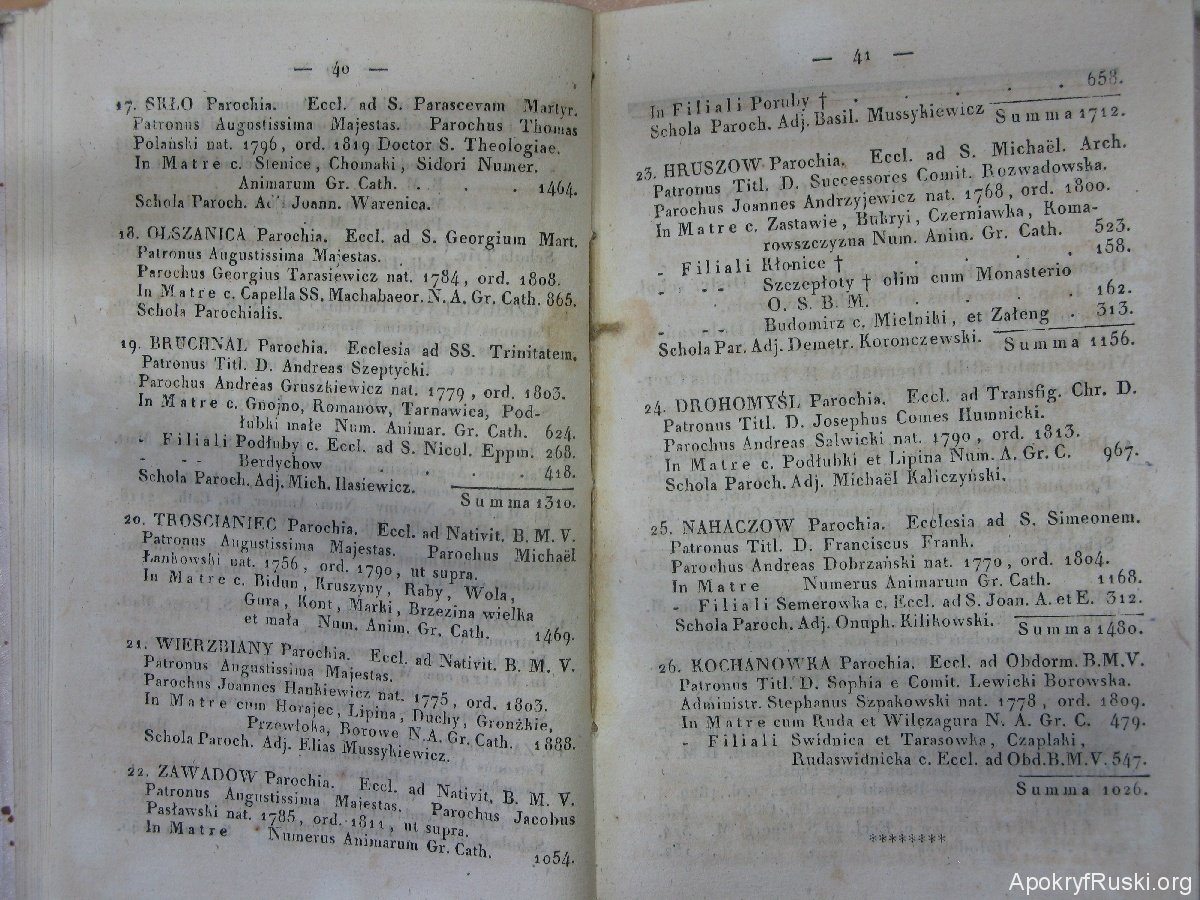 — 40 —
17. SKŁO Parochia. Eccl. ad S. Parascevam Martyr.
Patronus Augustissima Majestas. Parochus Thomas
Polański nat. 1796, ord. 1819 Doctor S. Theologiae.
In Matre c. Stenice, Chomaki, Sidori Numer.
Animarum Gr. Cath. . . . 1464.
Schola Paroch. Adj Joann. Warenica.
18. OLSZANICA Parochia. Eccl. ad S. Georgium Mart.
Patronus Augustissima Majestas.
Parochus Georgius Tarasiewicz nat. 1784, ord. 1808.
In Matre c. Capella SS. Machabaeor. N. A. Gr. Cath. 865.
Schola Parochialis.
19. BRUCHNAL Parochia. Ecclesia ad SS. Trinitatem.
Patronus Titl. D. Andreas Szeptycki.
Parochus Andreas Gruszkiewicz nat. 1779, ord. 1803.
In Matre c. Gnojno, Romanow, Tarnawica, Pod-
łubki małe Num. Animar. Gr. Cath. 624.
- Filiali Podłuby c. Eccl. ad S. Nicol. Eppm. 268.
- - - Berdychow . . . . 418.
Schola Paroch. Adj. Mich. Ilasiewicz.
Summa 1310.
20. TROSCIANIEC Parochia. Eccl. ad Nativit. B. M. V.
Patronus Augustissima Majestas. Parochus Michaël
Łankowski nat. 1756, ord. 1790, ut supra.
In Matre c. Bidun, Kruszyny, Raby, Wola,
Gura, Kont, Marki, Brzezina wielka
et mała Num. Anim. Gr. Cath. 1469.
21. WIERZBIANY Parochia. Eccl. ad Nativit. B. M. V.
Patronus Augustissima Majestas.
Parochus Joannes Hankiewicz nat. 1775, ord. 1803.
In Matre cum Horajec, Lipina, Duchy, Gronżkie,
Przewłoka, Borowe N.A. Gr. Cath. 1888.
Schola Paroch. Adj. Elias Mussykiewicz.
22. ZAWADOW Parochia. Eccl. ad Nativit. B. M. V.
Patronus Augustissima Majestas. Parochus Jacobus
Pasławski nat. 1785, ord. 1811, ut supra.
In Matre Numerus Animarum Gr. Cath. 1054.
— 41 —
In Filiali Poruby † . . . . . 658.
Schola Paroch. Adj. Basil. Mussykiewicz Summa 1712.
23. HRUSZOW Parochia. Eccl. ad S. Michaël. Arch.
Patronus Titl. D. Successores Comit. Rozwadowska.
Parochus Joannes Andrzyjewicz nat. 1768, ord. 1800.
In Matre c. Zastawie, Bukryi, Czerniawka, Koma-
rowszczyzna Num. Anim. Gr. Cath. 523.
- Filiali Kłonice † . . . . 158.
- - - Szczepłoty † olim cum Monasterio
O. S. B. M. . . . . 162.
- - - Budomirz c. Mielniki, et Załeng . 313.
Schola Par. Adj. Demetr. Koronczewski. Summa 1156.
24. DROHOMYŚL Parochia. Eccl. ad Transfig. Chr. D.
Patronus Titl. D. Josephus Comes Humnicki.
Parochus Andreas Salwicki nat. 1790, ord. 1813.
In Matre c. Podłubki et Lipina Num. A. Gr. C. 967.
Schola Paroch. Adj. Michaël Kaliczyński.
25. NAHACZOW Parochia. Ecclesia ad S. Simeonem.
Patronus Titl. D. Franciscus Frank.
Parochus Andreas Dobrzański nat. 1770, ord. 1804.
In Matre Numerus Animarum Gr. Cath. 1168.
- Filiali Semerowka c. Eccl. ad S. Joan. A. et E. 312.
Schola Paroch. Adj. Onuph. Kilikowski. Summa 1480.
26. KOCHANOWKA Parochia. Eccl. ad Obdorm. B.M.V.
Patronus Titl. D. Sophia e Comit. Lewicki Borowska.
Administr. Stephanus Szpakowski nat. 1778, ord. 1809.
In Matre cum Ruda et Wilczagura N. A. Gr. C. 479.
- Filiali Swidnica et Tarasowka, Czaplaki,
Rudaswidnicka c. Eccl. ad Obd.B.M.V. 547.
Summa 1026.
********
ApokryfRuski.org